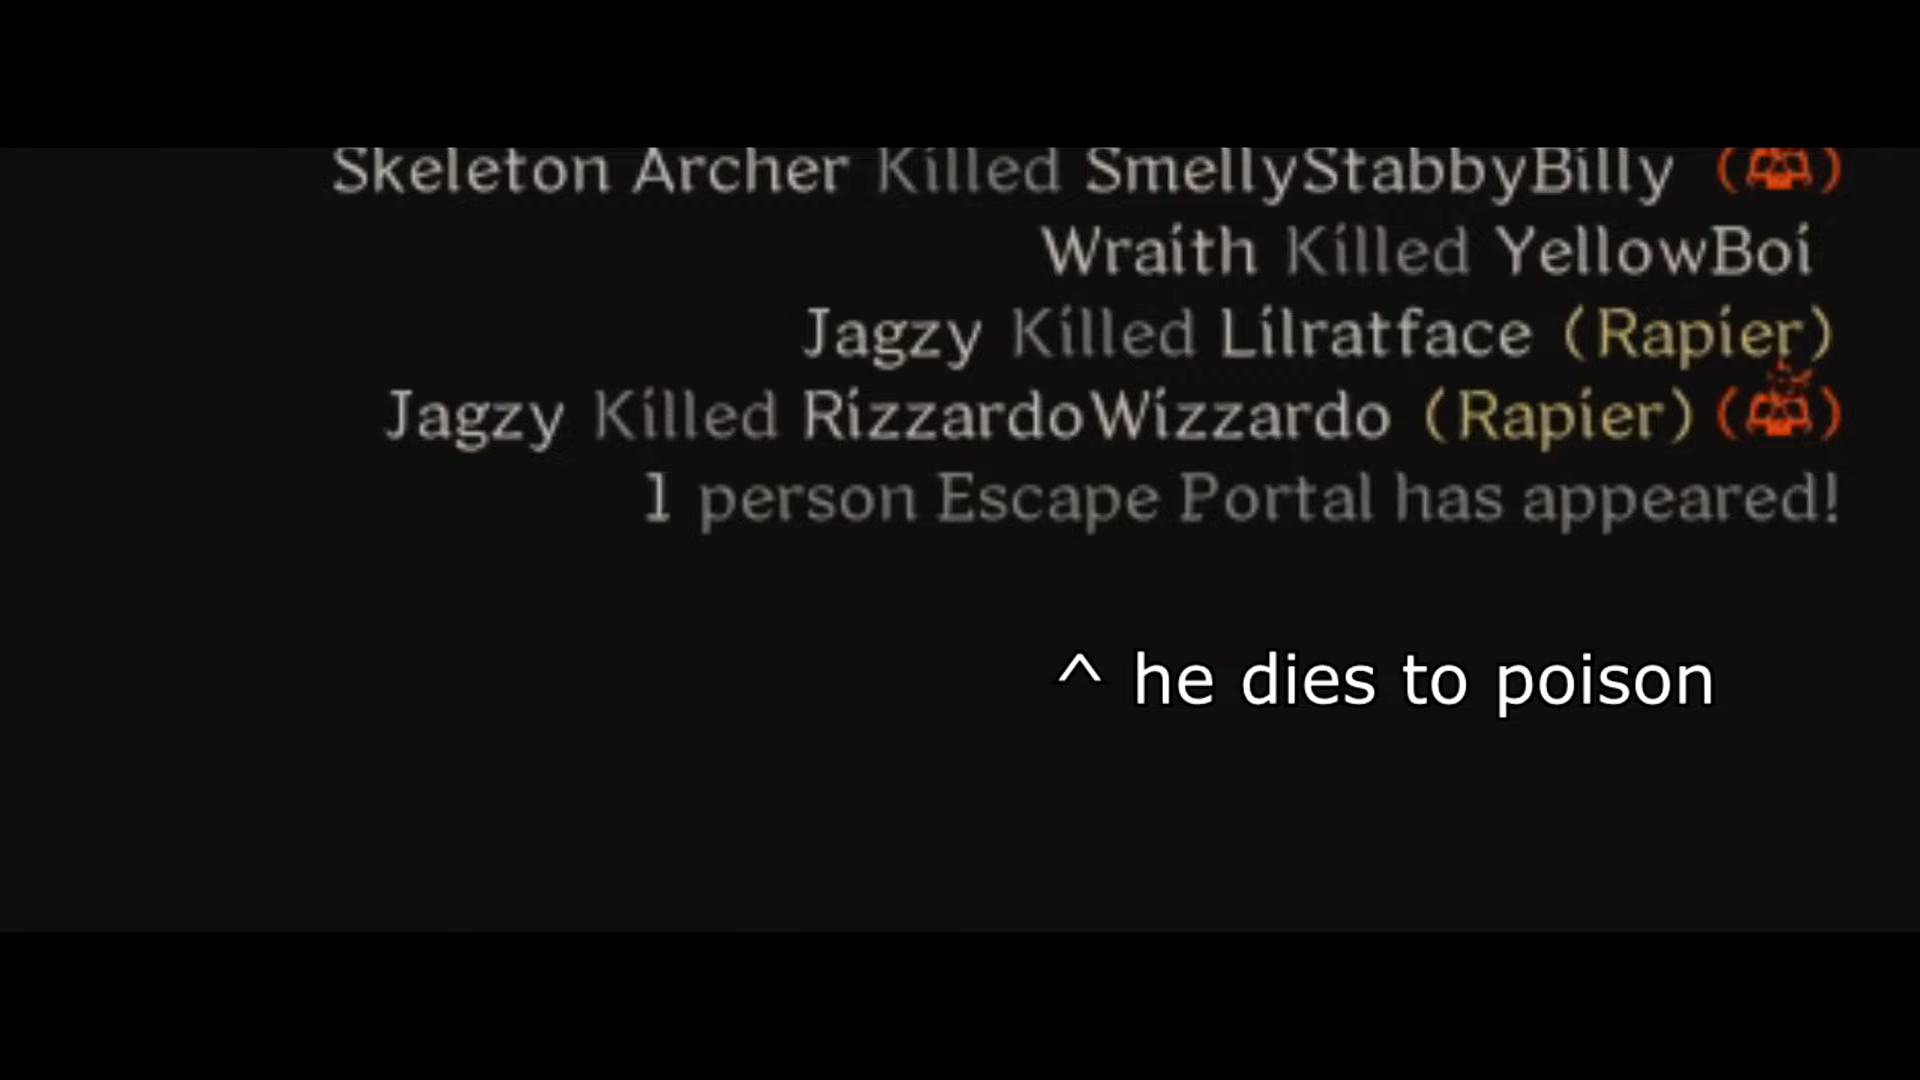 Skeleton Archer Killed SmellyStabbyBilly
Wraith Killed YellowBoi
Jagzy Killed Lilratface (Rapier)
Jagzy Killed RizzardoWizzardo (Rapier)
1 person Escape Portal has appeared!
^ he dies to poison